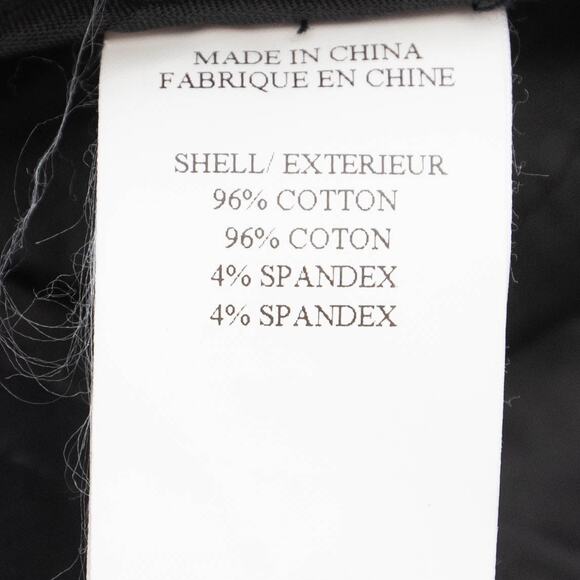 MADE IN CHINA
FABRIQUE EN CHINE
SHELL/ EXTERIEUR
96% COTTON
96% COTON
4% SPANDEX
4% SPANDEX